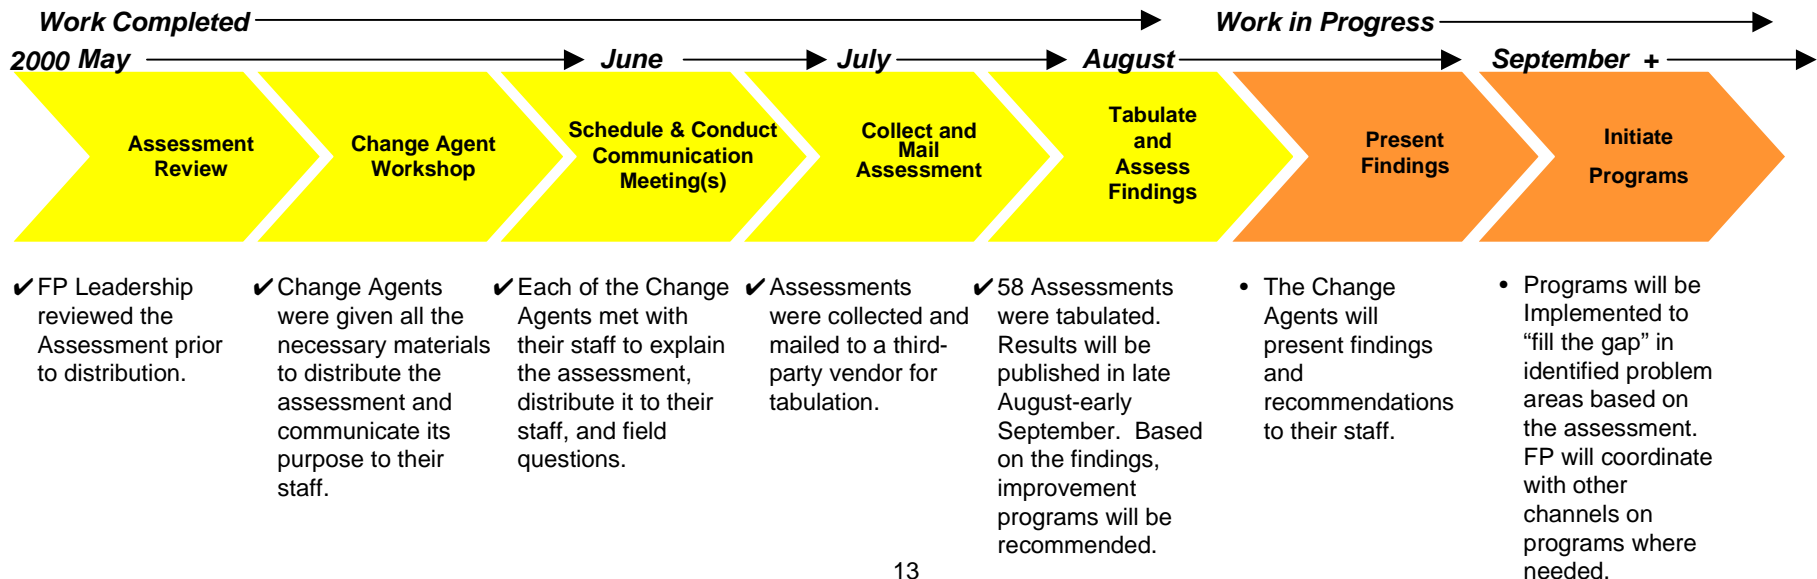 Work Completed
Work in Progress
2000 May
June
July
August
September +
Assessment
Review
Change Agent
Workshop
Schedule & Conduct
Communication
Meeting(s)
Collect and
Mail
Assessment
Tabulate
and
Assess
Findings
Present
Findings
Initiate
Programs
✔FP Leadership
reviewed the
Assessment prior
to distribution.
✔Change Agents
were given all the
necessary materials
to distribute the
assessment and
communicate its
purpose to their
staff.
✔Each of the Change
Agents met with
their staff to explain
the assessment,
distribute it to their
staff, and field
questions.
✔Assessments
were collected and
mailed to a third-
party vendor for
tabulation.
✔58 Assessments
were tabulated.
Results will be
published in late
August-early
September. Based
on the findings,
improvement
programs will be
recommended.
• The Change
Agents will
present findings
and
recommendations
to their staff.
• Programs will be
Implemented to
“fill the gap” in
identified problem
areas based on
the assessment.
FP will coordinate
with other
channels on
programs where
needed.
13